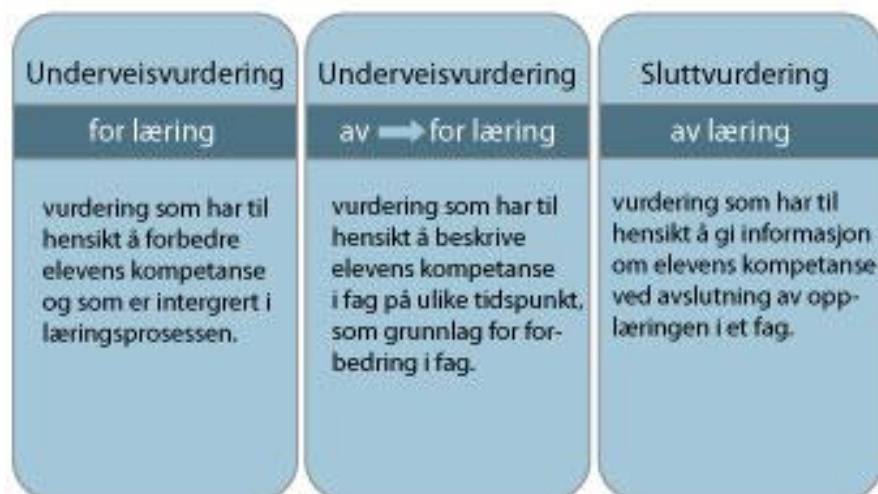 Underveisvurdering
for læring
vurdering som har til
hensikt å forbedre
elevens kompetanse
og som er intergrert i
læringsprosessen.
Underveisvurdering
av for læring
vurdering som har til
hensikt å beskrive
elevens kompetanse
i fag på ulike tidspunkt,
som grunnlag for for-
bedring i fag.
Sluttvurdering
av læring
vurdering som har til
hensikt å gi informasjon
om elevens kompetanse
ved avslutning av opp-
læringen i et fag.